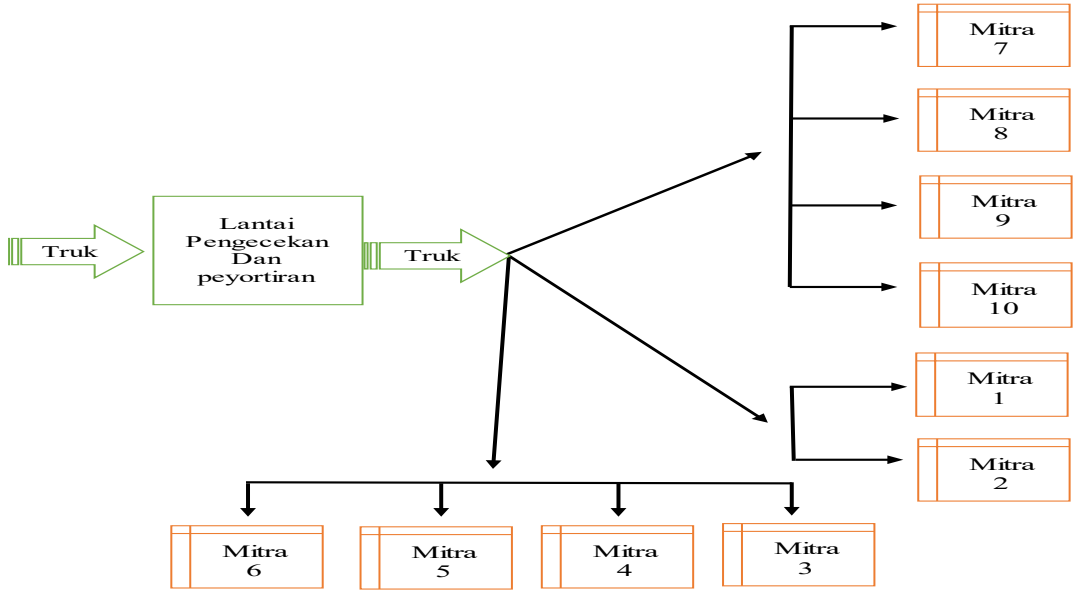 Truk
Lantai
Pengecekan
Dan
peyortiran
Truk
Mitra
7
Mitra
8
Mitra
9
Mitra
10
Mitra
1
Mitra
2
Mitra
6
Mitra
5
Mitra
4
Mitra
3